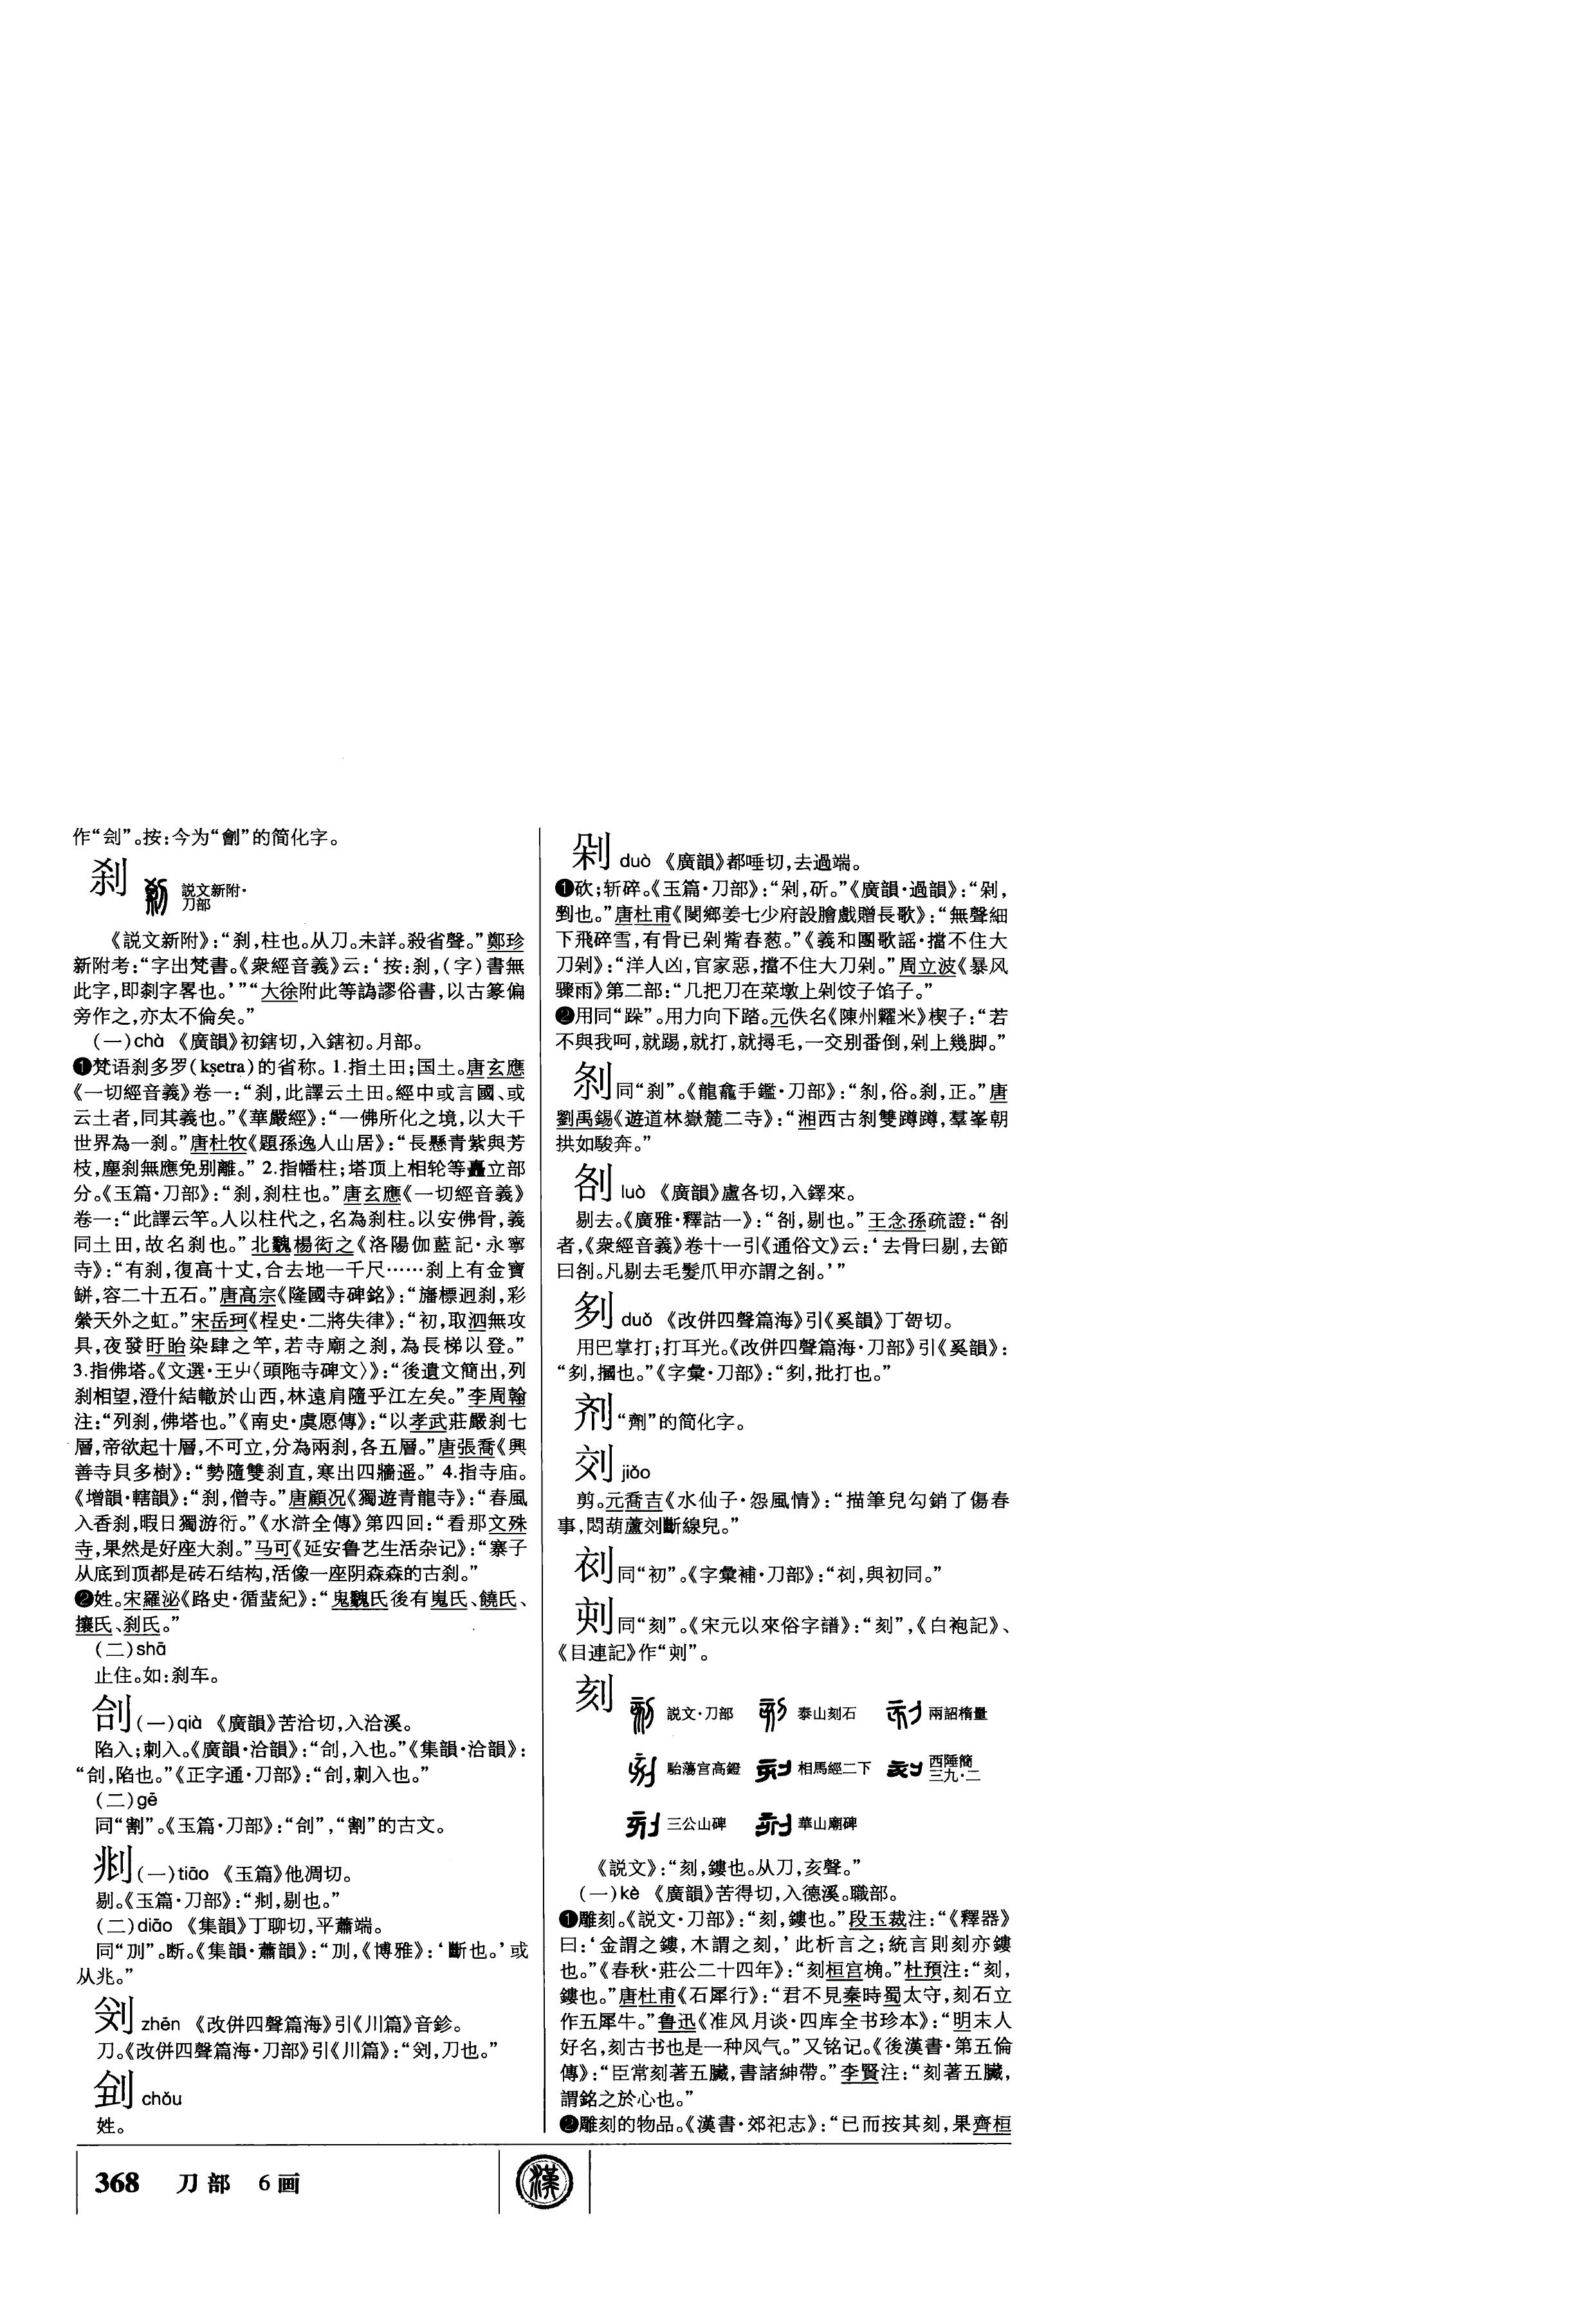 作“刽”。按：今为“劊”的简化字。
刹 説文新附·
刀部
《説文新附》：“刹，柱也。从刀。未詳。殺省聲。”鄭珍
新附考：“字出梵書。《衆經音義》云：‘按：刹，（字）書無
此字，即剎字畧也。’”“大徐附此等譌謬俗書，以古篆偏
旁作之，亦太不倫矣。”
（一）chà 《廣韻》初鎋切，入鎋初。月部。
❶梵语刹多罗（kṣetra）的省称。1.指土田；国土。唐玄應
《一切經音義》卷一：“刹，此譯云土田。經中或言國、或
云土者，同其義也。”《華嚴經》：“一佛所化之境，以大千
世界為一刹。”唐杜牧《題孫逸人山居》：“長懸青紫與芳
枝，塵刹無應免别離。” 2.指幡柱；塔顶上相轮等矗立部
分。《玉篇·刀部》：“刹，刹柱也。”唐玄應《一切經音義》
卷一：“此譯云竿。人以柱代之，名為刹柱。以安佛骨，義
同土田，故名刹也。”北魏楊衒之《洛陽伽藍記·永寧
寺》：“有刹，復高十丈，合去地一千尺……刹上有金寶
缾，容二十五石。”唐高宗《隆國寺碑銘》：“旛標迥刹，彩
縈天外之虹。”宋岳珂《桯史·二將失律》：“初，取泗無攻
具，夜發盱眙染肆之竿，若寺廟之刹，為長梯以登。”
3.指佛塔。《文選·王屮〈頭陁寺碑文〉》：“後遺文簡出，列
刹相望，澄什結轍於山西，林遠肩隨乎江左矣。”李周翰
注：“列刹，佛塔也。”《南史·虞愿傳》：“以孝武莊嚴刹七
層，帝欲起十層，不可立，分為兩刹，各五層。”唐張喬《興
善寺貝多樹》：“勢隨雙刹直，寒出四牆遥。” 4.指寺庙。
《增韻·轄韻》：“刹，僧寺。”唐顧况《獨遊青龍寺》：“春風
入香刹，暇日獨游衍。”《水滸全傳》第四回：“看那文殊
寺，果然是好座大刹。”马可《延安鲁艺生活杂记》：“寨子
从底到顶都是砖石结构，活像一座阴森森的古刹。”
❷姓。宋羅泌《路史·循蜚紀》：“鬼魏氏後有嵬氏、饒氏、
攘氏、刹氏。”
（二）shā
止住。如：刹车。
㓣（一）qià 《廣韻》苦洽切，入洽溪。
陷入；刺入。《廣韻·洽韻》：“㓣，入也。”《集韻·洽韻》：
“㓣，陷也。”《正字通·刀部》：“㓣，刺入也。”
（二）gē
同“割”。《玉篇·刀部》：“㓣”，“割”的古文。
㓮（一）tiāo 《玉篇》他凋切。
剔。《玉篇·刀部》：“㓮，剔也。”
（二）diāo 《集韻》丁聊切，平蕭端。
同“刟”。断。《集韻·蕭韻》：“刟，《博雅》：‘斷也。’或
从兆。”
zhēn 《改併四聲篇海》引《川篇》音鉁。
刀。《改併四聲篇海·刀部》引《川篇》：“，刀也。”
chǒu
姓。
剁 duò 《廣韻》都唾切，去過端。
❶砍；斩碎。《玉篇·刀部》：“剁，斫。”《廣韻·過韻》：“剁，
剉也。”唐杜甫《閿鄉姜七少府設膾戲贈長歌》：“無聲細
下飛碎雪，有骨已剁觜春葱。”《義和團歌謡·擋不住大
刀剁》：“洋人凶，官家惡，擋不住大刀剁。”周立波《暴风
骤雨》第二部：“几把刀在菜墩上剁饺子馅子。”
❷用同“跺”。用力向下踏。元佚名《陳州糶米》楔子：“若
不與我呵，就踢，就打，就撏毛，一交别番倒，剁上幾脚。”
同“刹”。《龍龕手鑑·刀部》：“，俗。刹，正。”唐
劉禹錫《遊道林嶽麓二寺》：“湘西古雙蹲蹲，羣峯朝
拱如駿奔。”
㓢 luò 《廣韻》盧各切，入鐸來。
剔去。《廣雅·釋詁一》：“㓢，剔也。”王念孫疏證：“㓢
者，《衆經音義》卷十一引《通俗文》云：‘去骨曰剔，去節
曰㓢。凡剔去毛髮爪甲亦謂之㓢。’”
duǒ 《改併四聲篇海》引《奚韻》丁哿切。
用巴掌打；打耳光。《改併四聲篇海·刀部》引《奚韻》：
“，摑也。”《字彙·刀部》：“，批打也。”
剂“劑”的简化字。
㓚 jiǎo
剪。元喬吉《水仙子·怨風情》：“描筆兒勾銷了傷春
事，悶葫蘆㓚斷線兒。”
同“初”。《字彙補·刀部》：“，與初同。”
同“刻”。《宋元以來俗字譜》：“刻”，《白袍記》、
《目連記》作“”。
刻 説文·刀部 泰山刻石 兩詔橢量
駘蕩宫高鐙 相馬經二下 西陲簡
三九·二
三公山碑 華山廟碑
《説文》：“刻，鏤也。从刀，亥聲。”
（一）kè 《廣韻》苦得切，入德溪。職部。
❶雕刻。《説文·刀部》：“刻，鏤也。”段玉裁注：“《釋器》
曰：‘金謂之鏤，木謂之刻，’此析言之；統言則刻亦鏤
也。”《春秋·莊公二十四年》：“刻桓宫桷。”杜預注：“刻，
鏤也。”唐杜甫《石犀行》：“君不見秦時蜀太守，刻石立
作五犀牛。”鲁迅《准风月谈·四库全书珍本》：“明末人
好名，刻古书也是一种风气。”又铭记。《後漢書·第五倫
傳》：“臣常刻著五臟，書諸紳帶。”李賢注：“刻著五臟，
謂銘之於心也。”
❷雕刻的物品。《漢書·郊祀志》：“已而按其刻，果齊桓
368 刀部 6画
漢